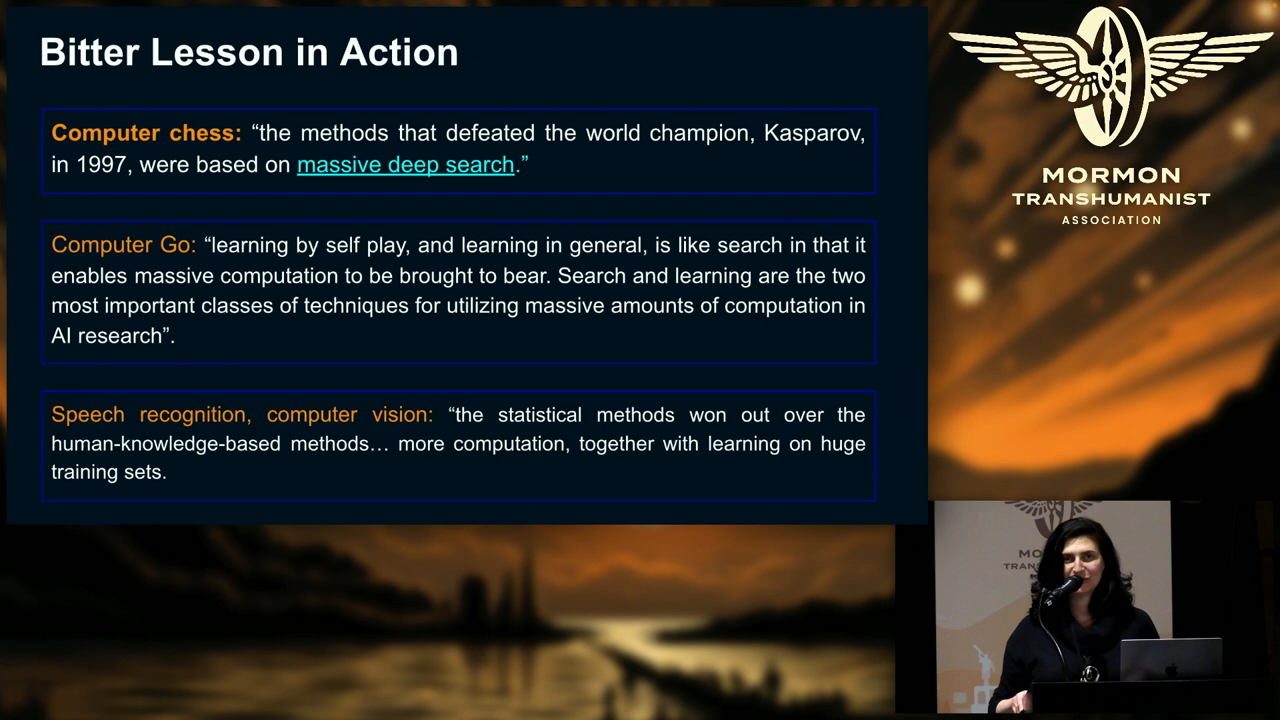 Bitter Lesson in Action
Computer chess: “the methods that defeated the world champion, Kasparov,
in 1997, were based on massive deep search.”
Computer Go: “learning by self play, and learning in general, is like search in that it
enables massive computation to be brought to bear. Search and learning are the two
most important classes of techniques for utilizing massive amounts of computation in
AI research”.
Speech recognition, computer vision: “the statistical methods won out over the
human-knowledge-based methods… more computation, together with learning on huge
training sets.
MORMON
TRANSHUMANIST
ASSOCIATION
MO
TRAN